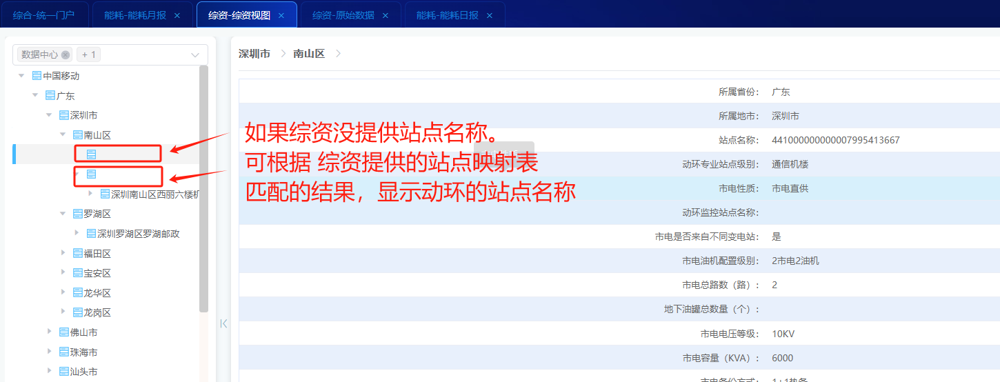 综合-统一门户
能耗-能耗月报
综资-综资视图
综资-原始数据
能耗-能耗日报
数据中心
+ 1
中国移动
广东
深圳市
南山区
深圳南山区西丽六楼机
罗湖区
深圳罗湖区罗湖邮政
福田区
宝安区
龙华区
龙岗区
佛山市
珠海市
汕头市
深圳市 > 南山区 >
所属省份： 广东
所属地市： 深圳市
站点名称： 441000000000007995413667
动环专业站点级别： 通信机楼
市电性质： 市电直供
动环监控站点名称：
市电是否来自不同变电站： 是
市电油机配置级别： 2市电2油机
市电总路数（路）： 2
地下油罐总数量（个）：
市电电压等级： 10KV
市电容量（KVA）： 6000
市电备份方式： 1+1热备
如果综资没提供站点名称。
可根据 综资提供的站点映射表
匹配的结果，显示动环的站点名称